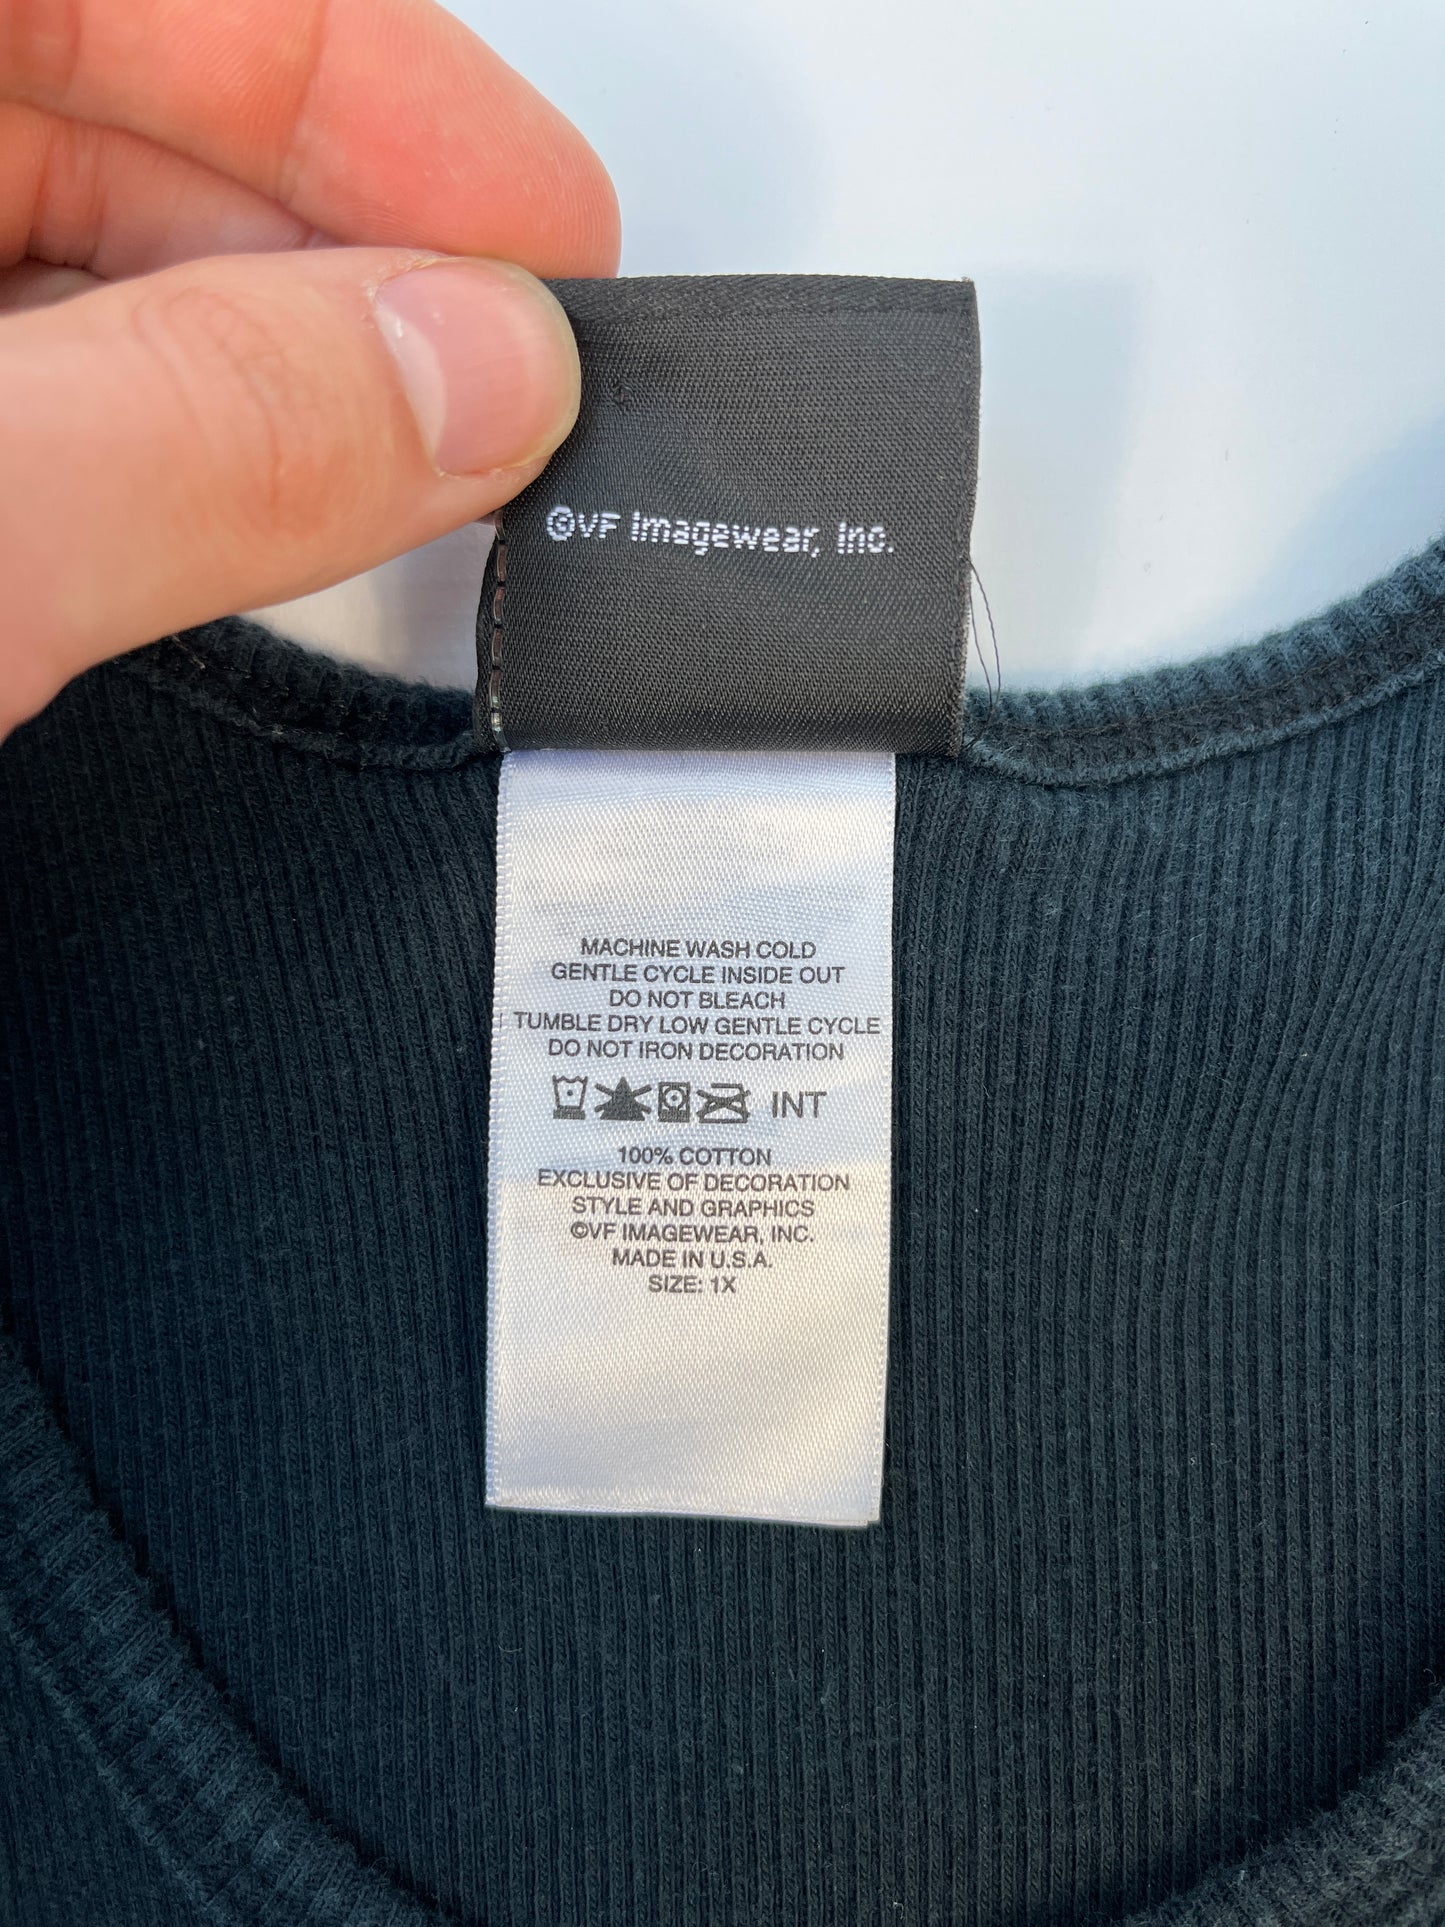 ©VF Imagewear, Inc.
MACHINE WASH COLD
GENTLE CYCLE INSIDE OUT
DO NOT BLEACH
TUMBLE DRY LOW GENTLE CYCLE
DO NOT IRON DECORATION
INT
100% COTTON
EXCLUSIVE OF DECORATION
STYLE AND GRAPHICS
©VF IMAGEWEAR, INC.
MADE IN U.S.A.
SIZE: 1X